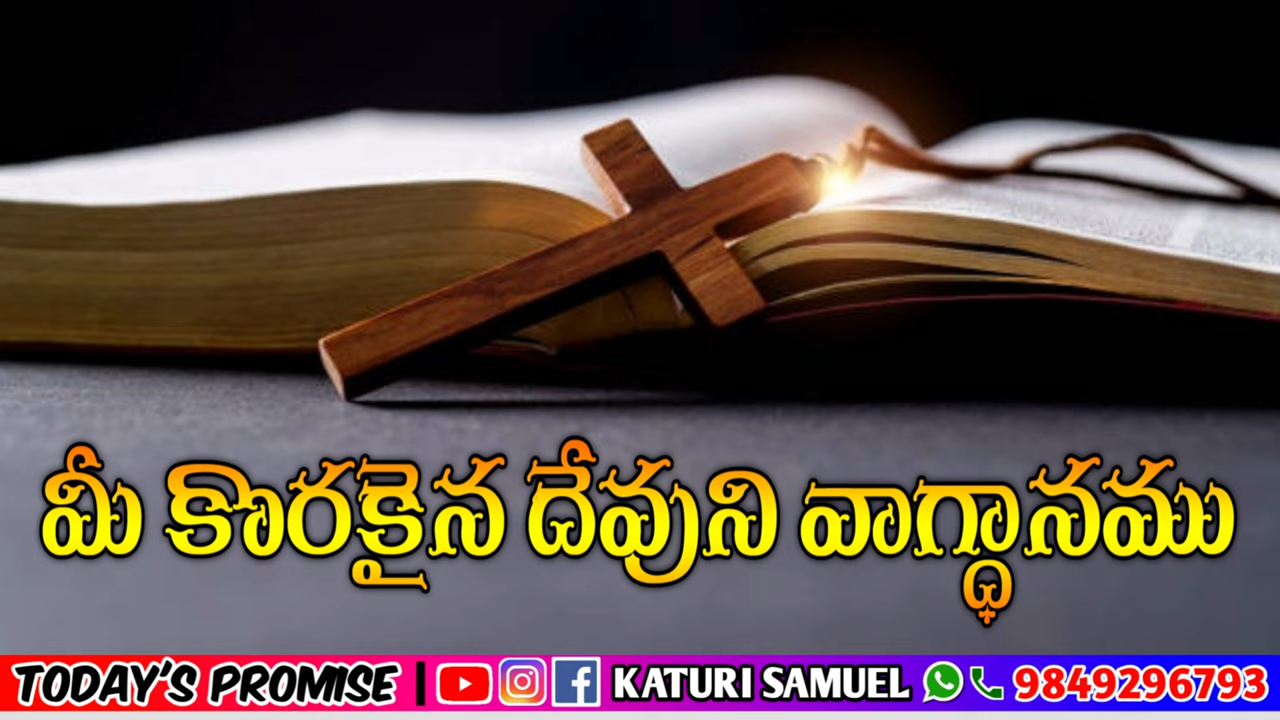 మీ కొరకైన దేవుని వాగ్ధానము
TODAY'S PROMISE | KATURI SAMUEL 9849296793